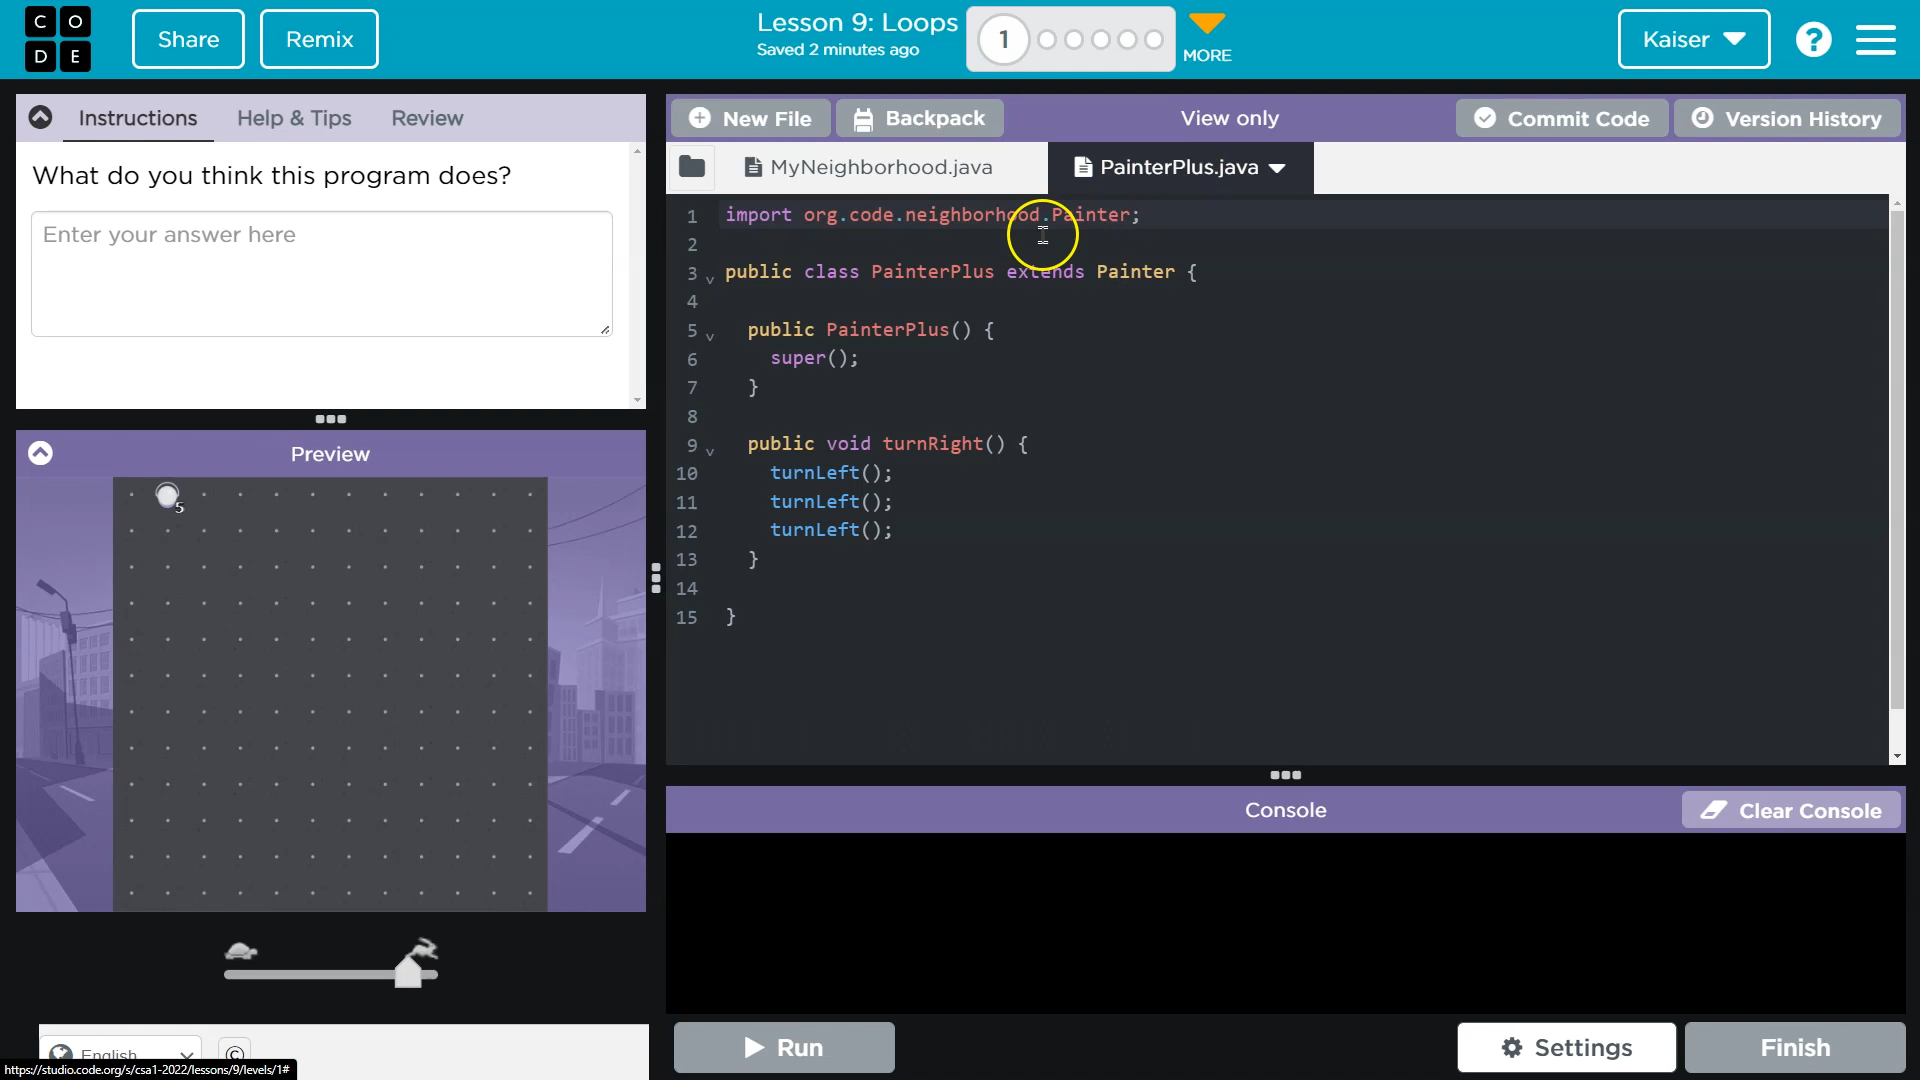 C O
D E
Share
Remix
Lesson 9: Loops
Saved 2 minutes ago
1
MORE
Kaiser
?
Instructions
Help & Tips
Review
What do you think this program does?
Enter your answer here
Preview
5
English
©
https://studio.code.org/s/csa1-2022/lessons/9/levels/1#
New File
Backpack
View only
Commit Code
Version History
MyNeighborhood.java
PainterPlus.java
1 import org.code.neighborhood.Painter;
2
3 public class PainterPlus extends Painter {
4
5 public PainterPlus() {
6 super();
7 }
8
9 public void turnRight() {
10 turnLeft();
11 turnLeft();
12 turnLeft();
13 }
14
15 }
Console
Clear Console
Run
Settings
Finish